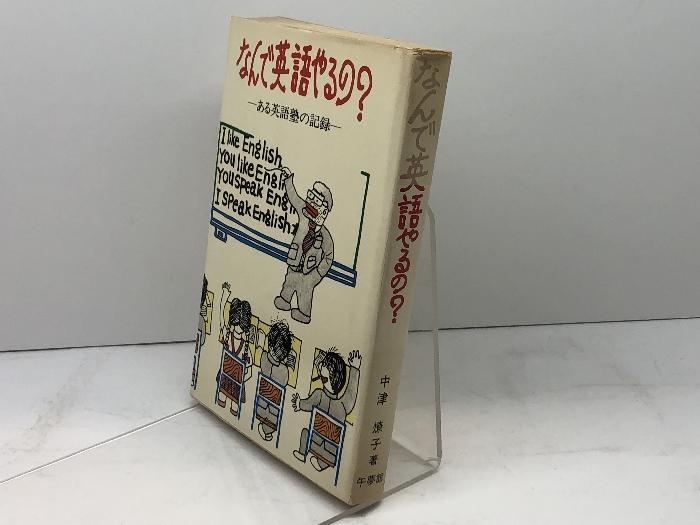 なんで英語やるの?
―ある英語塾の記録―
I like English
You like Engli
You speak Engl
I speak English
なんで英語やるの?
中津燎子著
午夢館